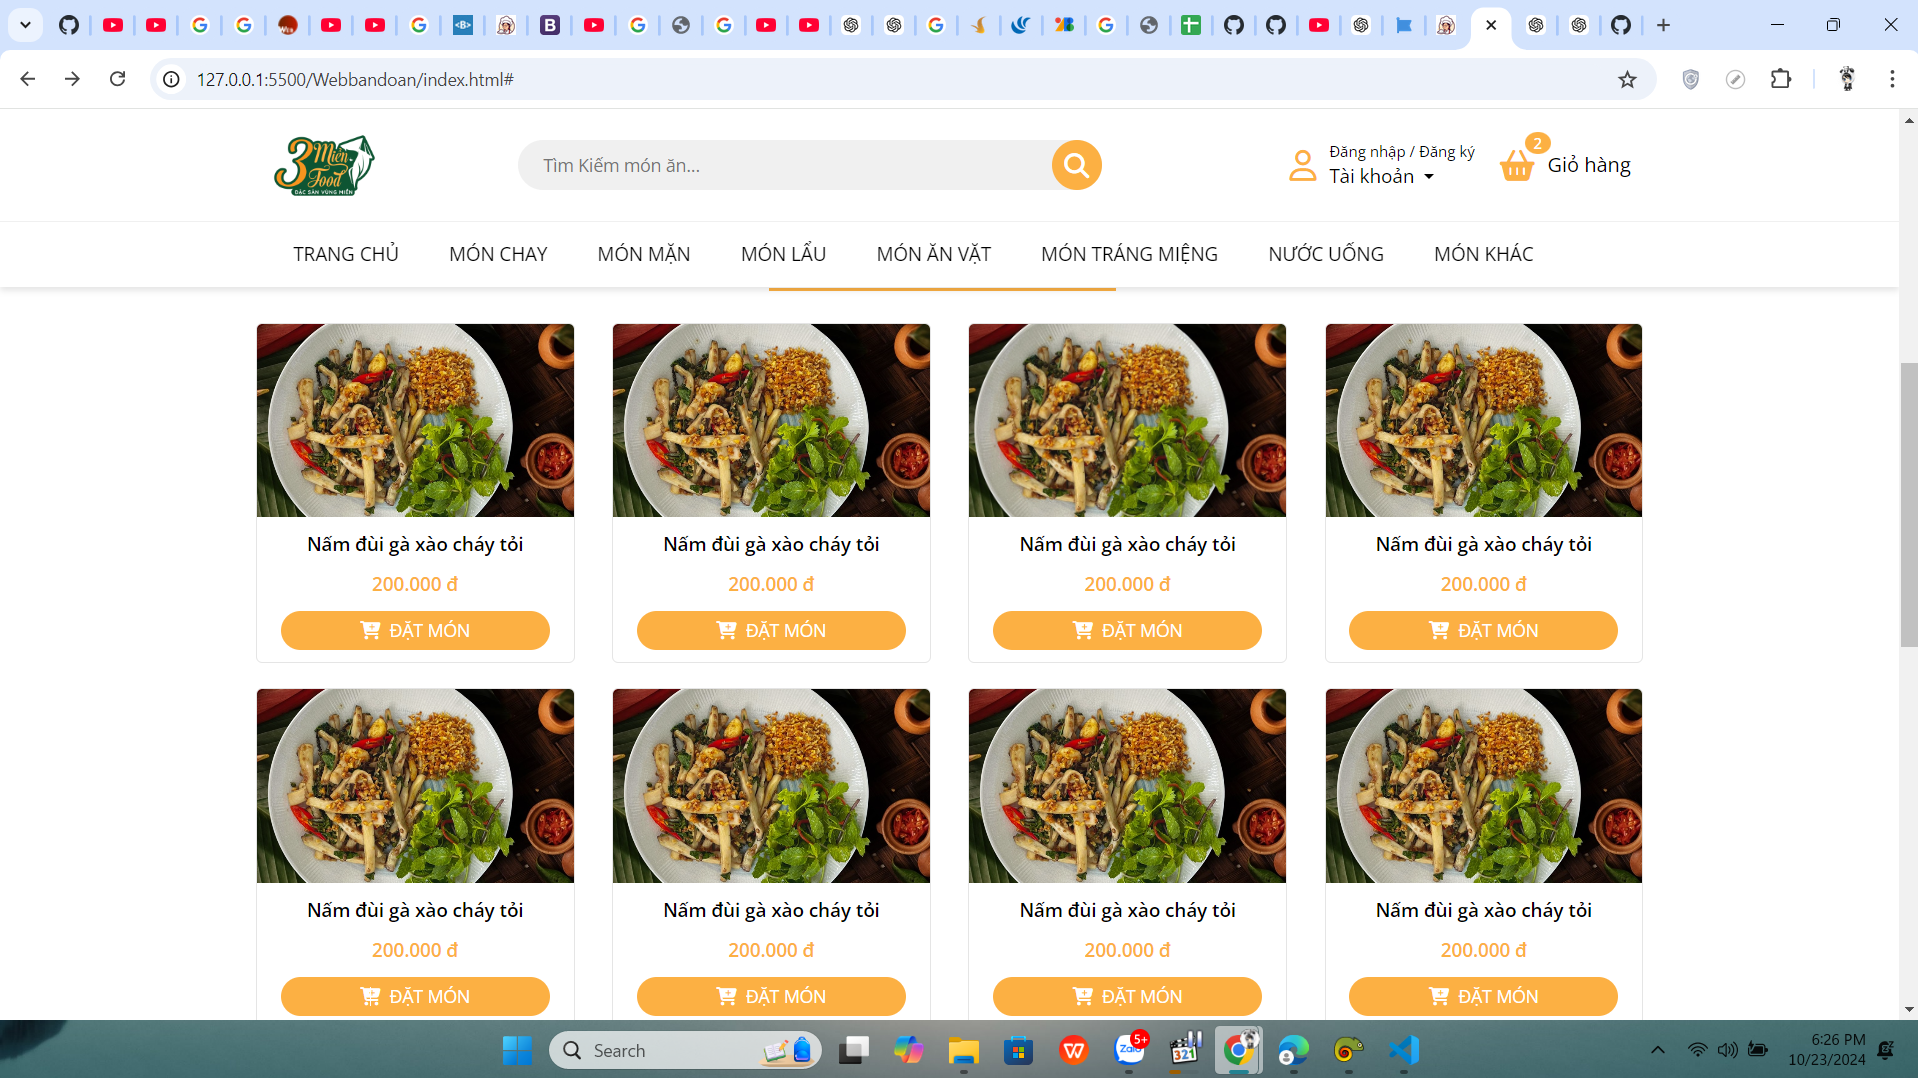 127.0.0.1:5500/Webbandoan/index.html#
3 Miền Food
ĐẶC SẢN VÙNG MIỀN
Tìm Kiếm món ăn...
Đăng nhập / Đăng ký
Tài khoản
2
Giỏ hàng
TRANG CHỦ MÓN CHAY MÓN MẶN MÓN LẨU MÓN ĂN VẶT MÓN TRÁNG MIỆNG NƯỚC UỐNG MÓN KHÁC
Nấm đùi gà xào cháy tỏi Nấm đùi gà xào cháy tỏi Nấm đùi gà xào cháy tỏi Nấm đùi gà xào cháy tỏi
200.000 đ 200.000 đ 200.000 đ 200.000 đ
ĐẶT MÓN ĐẶT MÓN ĐẶT MÓN ĐẶT MÓN
Nấm đùi gà xào cháy tỏi Nấm đùi gà xào cháy tỏi Nấm đùi gà xào cháy tỏi Nấm đùi gà xào cháy tỏi
200.000 đ 200.000 đ 200.000 đ 200.000 đ
ĐẶT MÓN ĐẶT MÓN ĐẶT MÓN ĐẶT MÓN
Search
Zalo
5+
321
6:26 PM
10/23/2024